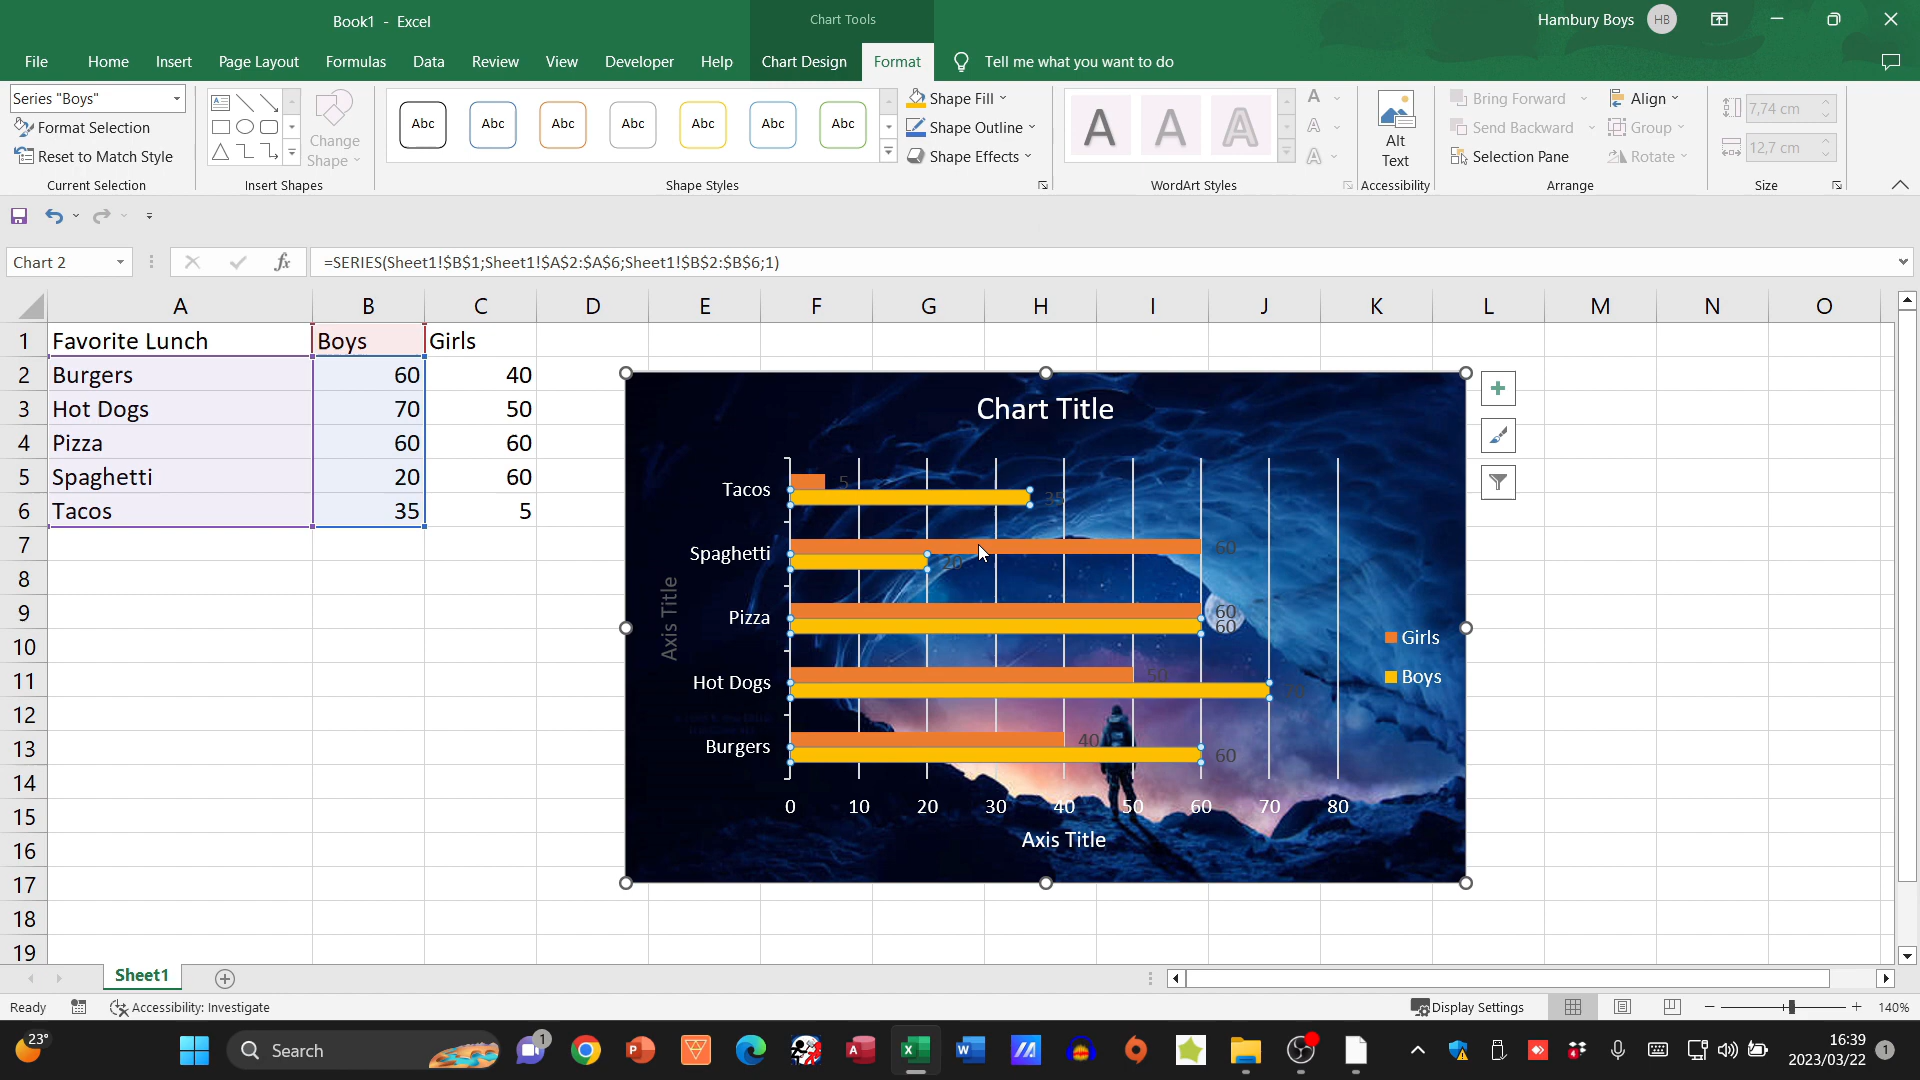 Book1 - Excel
Chart Tools
Hambury Boys HB
File Home Insert Page Layout Formulas Data Review View Developer Help Chart Design Format Tell me what you want to do
Series "Boys"
Format Selection
Reset to Match Style
Current Selection
Change
Shape
Insert Shapes
Abc Abc Abc Abc Abc Abc Abc
Shape Styles
Shape Fill
Shape Outline
Shape Effects
A A A
A
A
A
WordArt Styles
Alt
Text
Accessibility
Bring Forward
Send Backward
Selection Pane
Align
Group
Rotate
Arrange
7,74 cm
12,7 cm
Size
Chart 2
fx
=SERIES(Sheet1!$B$1;Sheet1!$A$2:$A$6;Sheet1!$B$2:$B$6;1)
A B C D E F G H I J K L M N O
1 Favorite Lunch Boys Girls
2 Burgers 60 40
3 Hot Dogs 70 50
4 Pizza 60 60
5 Spaghetti 20 60
6 Tacos 35 5
7
8
9
10
11
12
13
14
15
16
17
18
19
Chart Title
Tacos 5
35
Spaghetti 60
20
Pizza 60
60
Hot Dogs 50
70
Burgers 40
60
0 10 20 30 40 50 60 70 80
Axis Title
Axis Title
Girls
Boys
Sheet1
Ready Accessibility: Investigate Display Settings 140%
23°
Search
1
16:39
2023/03/22
1